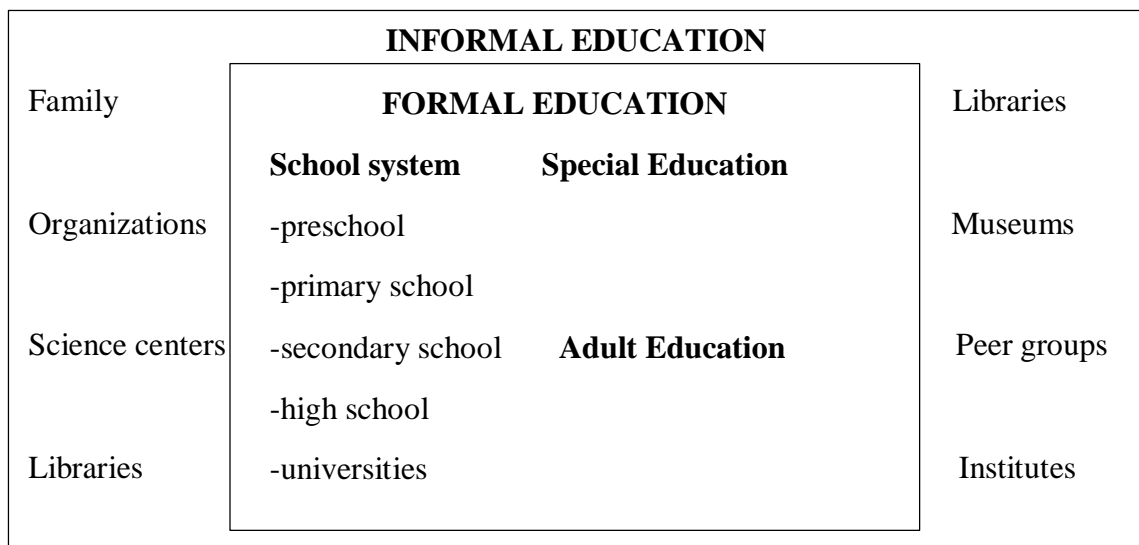 INFORMAL EDUCATION
Family
FORMAL EDUCATION
Libraries
School system Special Education
Organizations
-preschool
Museums
-primary school
Science centers
-secondary school Adult Education
Peer groups
-high school
Libraries
-universities
Institutes